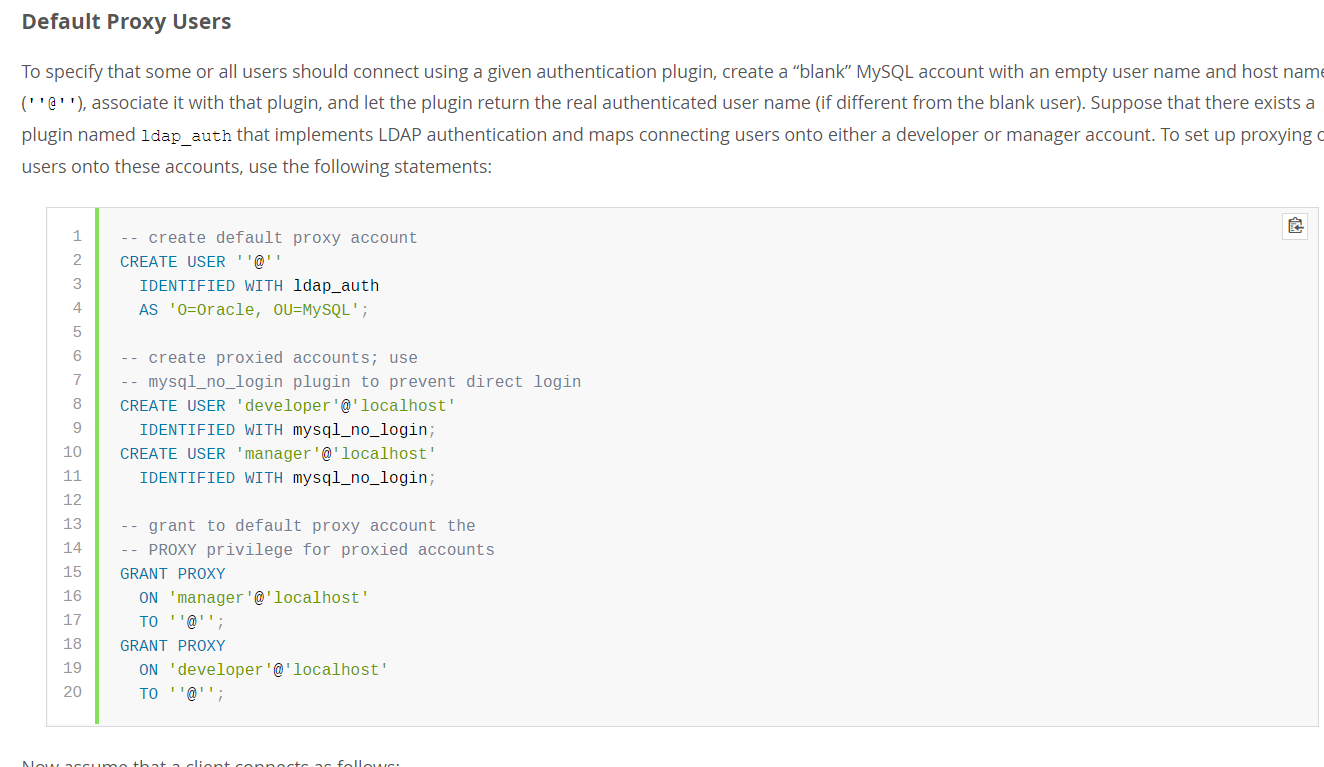 Default Proxy Users
To specify that some or all users should connect using a given authentication plugin, create a “blank” MySQL account with an empty user name and host name
(''@''), associate it with that plugin, and let the plugin return the real authenticated user name (if different from the blank user). Suppose that there exists a
plugin named ldap_auth that implements LDAP authentication and maps connecting users onto either a developer or manager account. To set up proxying
users onto these accounts, use the following statements:
1 -- create default proxy account
2 CREATE USER ''@''
3 IDENTIFIED WITH ldap_auth
4 AS 'O=Oracle, OU=MySQL';
5
6 -- create proxied accounts; use
7 -- mysql_no_login plugin to prevent direct login
8 CREATE USER 'developer'@'localhost'
9 IDENTIFIED WITH mysql_no_login;
10 CREATE USER 'manager'@'localhost'
11 IDENTIFIED WITH mysql_no_login;
12
13 -- grant to default proxy account the
14 -- PROXY privilege for proxied accounts
15 GRANT PROXY
16 ON 'manager'@'localhost'
17 TO ''@'';
18 GRANT PROXY
19 ON 'developer'@'localhost'
20 TO ''@'';
Now assume that a client connects as follows: